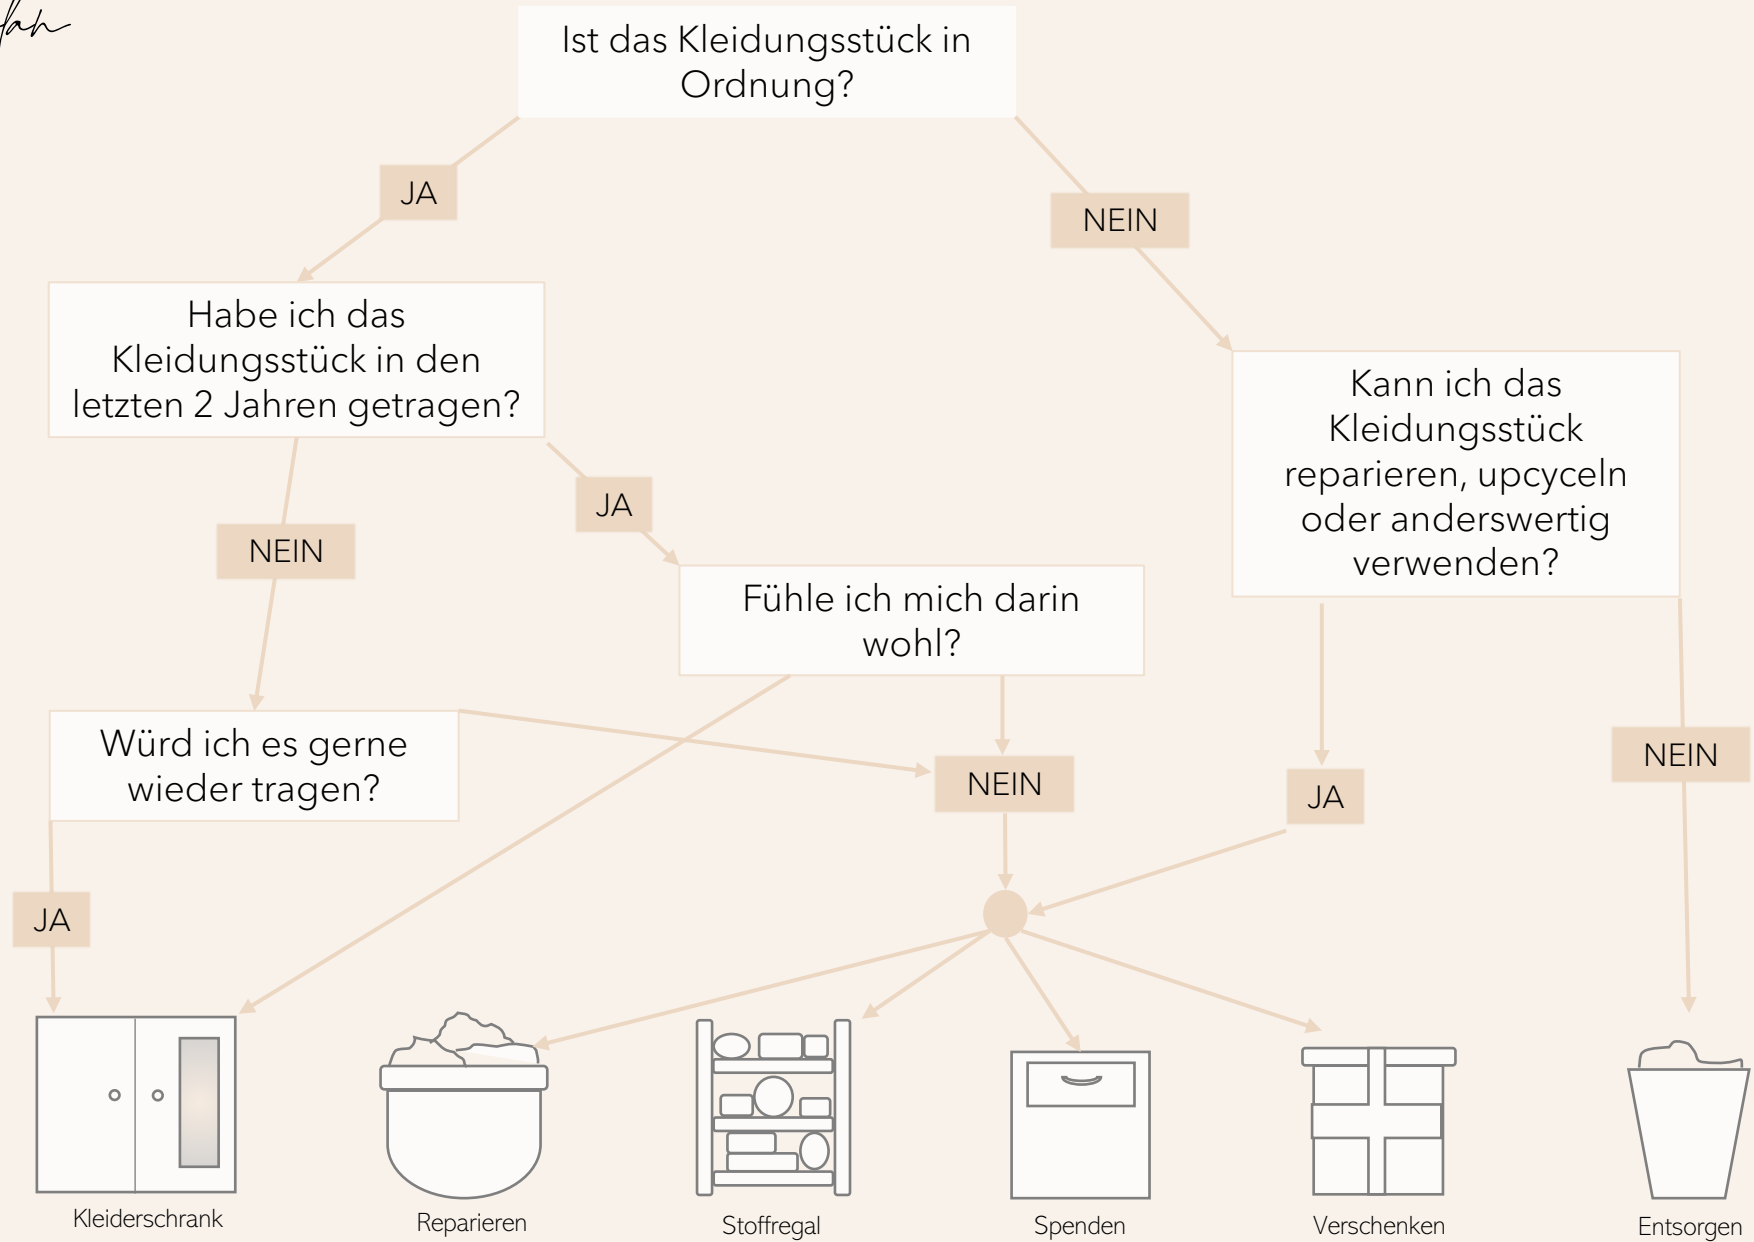 Ist das Kleidungsstück in
Ordnung?
JA
NEIN
Habe ich das
Kleidungsstück in den
letzten 2 Jahren getragen?
Kann ich das
Kleidungsstück
reparieren, upcyceln
oder anderswertig
verwenden?
JA
NEIN
Fühle ich mich darin
wohl?
Würd ich es gerne
wieder tragen?
NEIN
JA
NEIN
JA
Kleiderschrank
Reparieren
Stoffregal
Spenden
Verschenken
Entsorgen